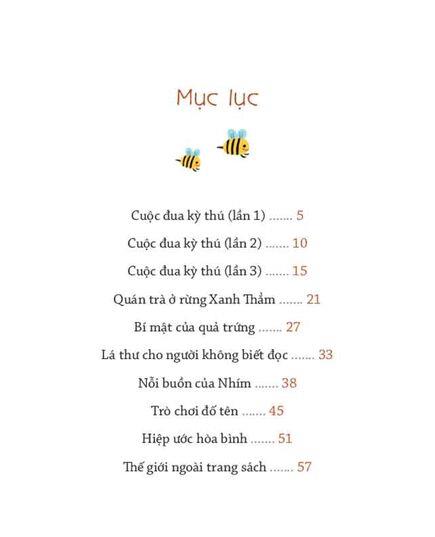 Mục lục
Cuộc đua kỳ thú (lần 1) ....... 5
Cuộc đua kỳ thú (lần 2) ....... 10
Cuộc đua kỳ thú (lần 3) ....... 15
Quán trà ở rừng Xanh Thẳm ....... 21
Bí mật của quả trứng ....... 27
Lá thư cho người không biết đọc ....... 33
Nỗi buồn của Nhím ....... 38
Trò chơi đố tên ....... 45
Hiệp ước hòa bình ....... 51
Thế giới ngoài trang sách ....... 57